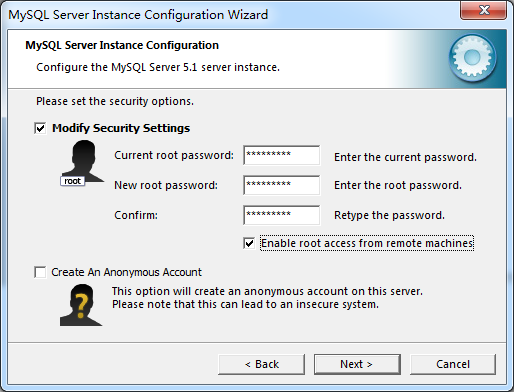 MySQL Server Instance Configuration Wizard
MySQL Server Instance Configuration
Configure the MySQL Server 5.1 server instance.
Please set the security options.
Modify Security Settings
root
Current root password: ********* Enter the current password.
New root password: ********* Enter the root password.
Confirm: ********* Retype the password.
Enable root access from remote machines
Create An Anonymous Account
This option will create an anonymous account on this server.
Please note that this can lead to an insecure system.
< Back Next > Cancel